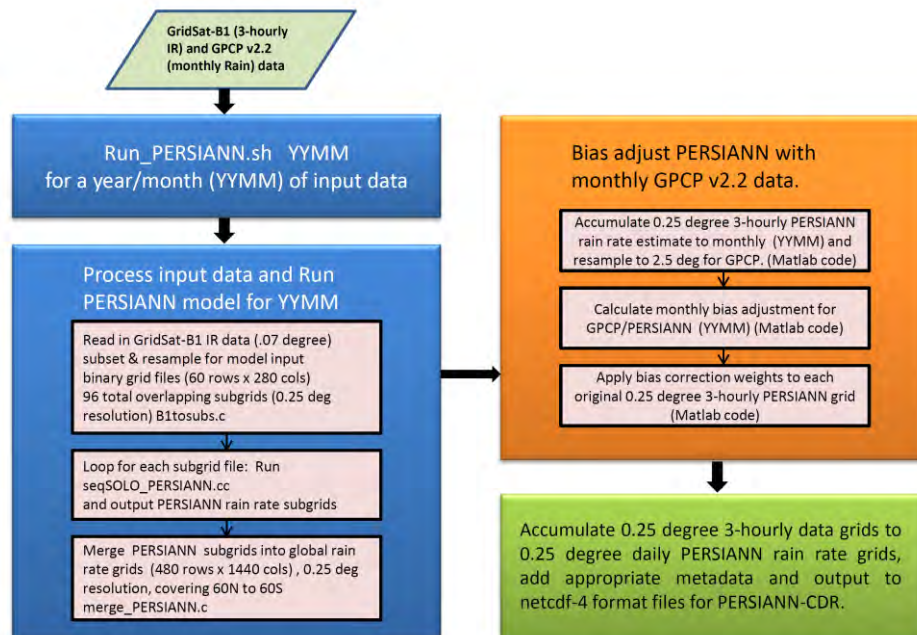 GridSat-B1 (3-hourly
IR) and GPCP v2.2
(monthly Rain) data
Run_PERSIANN.sh YYMM
for a year/month (YYMM) of input data
Process input data and Run
PERSIANN model for YYMM
Read in GridSat-B1 IR data (.07 degree)
subset & resample for model input
binary grid files (60 rows x 280 cols)
96 total overlapping subgrids (0.25 deg
resolution) B1tosubs.c
Loop for each subgrid file: Run
seqSOLO_PERSIANN.cc
and output PERSIANN rain rate subgrids
Merge PERSIANN subgrids into global rain
rate grids (480 rows x 1440 cols) , 0.25 deg
resolution, covering 60N to 60S
merge_PERSIANN.c
Bias adjust PERSIANN with
monthly GPCP v2.2 data.
Accumulate 0.25 degree 3-hourly PERSIANN
rain rate estimate to monthly (YYMM) and
resample to 2.5 deg for GPCP. (Matlab code)
Calculate monthly bias adjustment for
GPCP/PERSIANN (YYMM) (Matlab code)
Apply bias correction weights to each
original 0.25 degree 3-hourly PERSIANN grid
(Matlab code)
Accumulate 0.25 degree 3-hourly data grids to
0.25 degree daily PERSIANN rain rate grids,
add appropriate metadata and output to
netcdf-4 format files for PERSIANN-CDR.